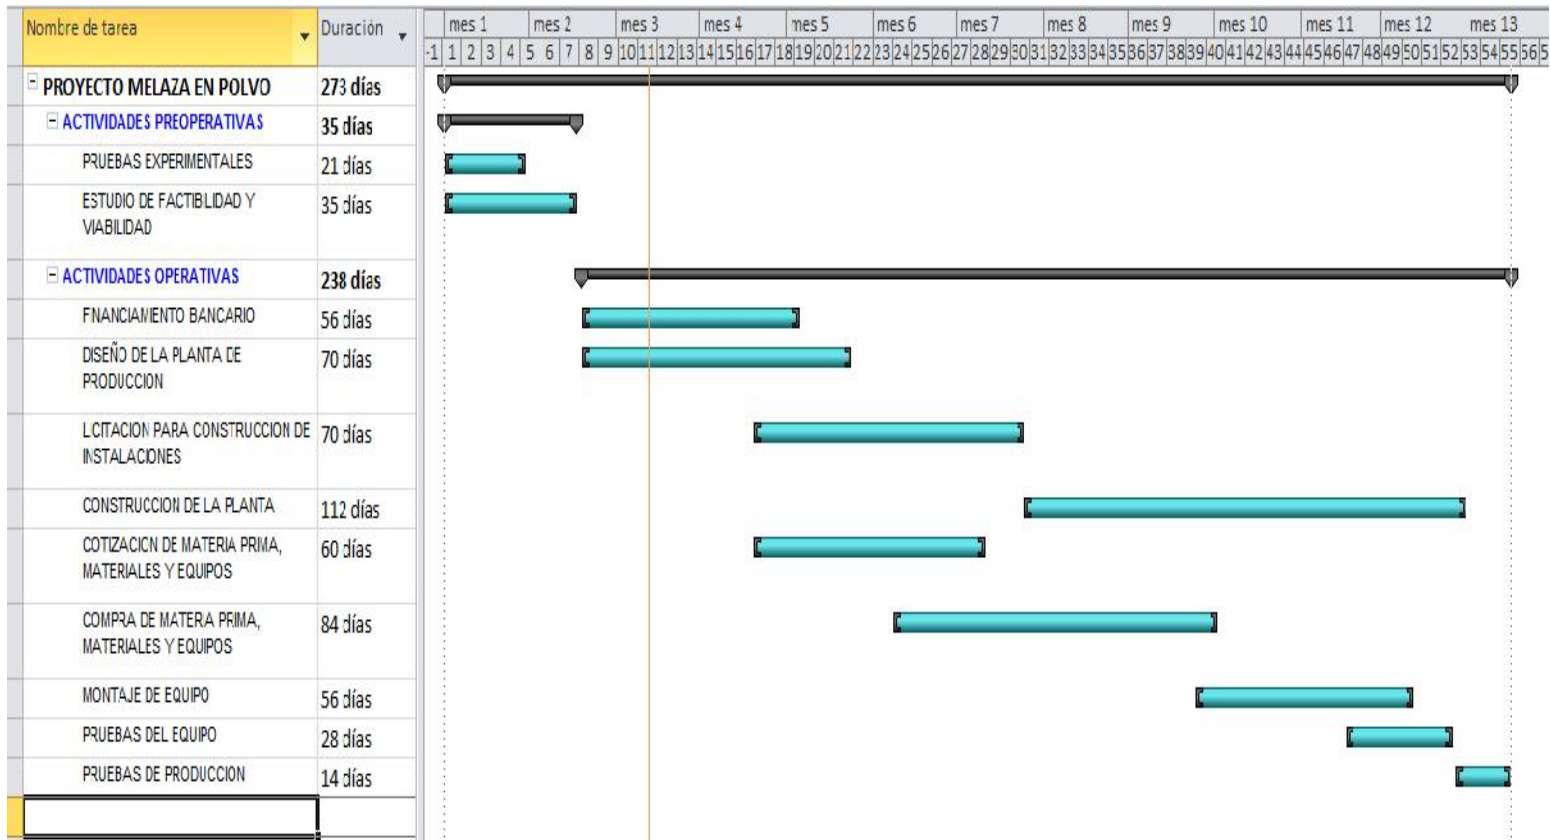 Nombre de tarea Duración mes 1 mes 2 mes 3 mes 4 mes 5 mes 6 mes 7 mes 8 mes 9 mes 10 mes 11 mes 12 mes 13
-1 1 2 3 4 5 6 7 8 9 10 11 12 13 14 15 16 17 18 19 20 21 22 23 24 25 26 27 28 29 30 31 32 33 34 35 36 37 38 39 40 41 42 43 44 45 46 47 48 49 50 51 52 53 54 55 56 5
PROYECTO MELAZA EN POLVO 273 días
ACTIVIDADES PREOPERATIVAS 35 días
PRUEBAS EXPERIMENTALES 21 días
ESTUDIO DE FACTIBLIDAD Y 35 días
VIABILIDAD
ACTIVIDADES OPERATIVAS 238 días
FINANCIAMIENTO BANCARIO 56 días
DISEÑO DE LA PLANTA DE 70 días
PRODUCCION
LICITACION PARA CONSTRUCCION DE 70 días
INSTALACIONES
CONSTRUCCION DE LA PLANTA 112 días
COTIZACION DE MATERIA PRIMA, 60 días
MATERIALES Y EQUIPOS
COMPRA DE MATERIA PRIMA, 84 días
MATERIALES Y EQUIPOS
MONTAJE DE EQUIPO 56 días
PRUEBAS DEL EQUIPO 28 días
PRUEBAS DE PRODUCCION 14 días